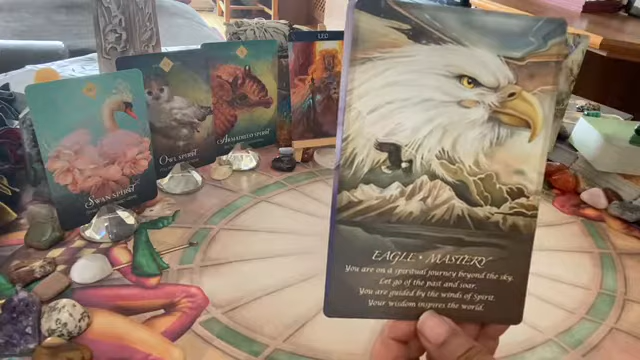 SWAN SPIRIT
OWL SPIRIT
ARMADILLO SPIRIT
LEO
EAGLE • MASTERY
You are on a spiritual journey beyond the sky.
Let go of the past and soar.
You are guided by the winds of Spirit.
Your wisdom inspires the world.